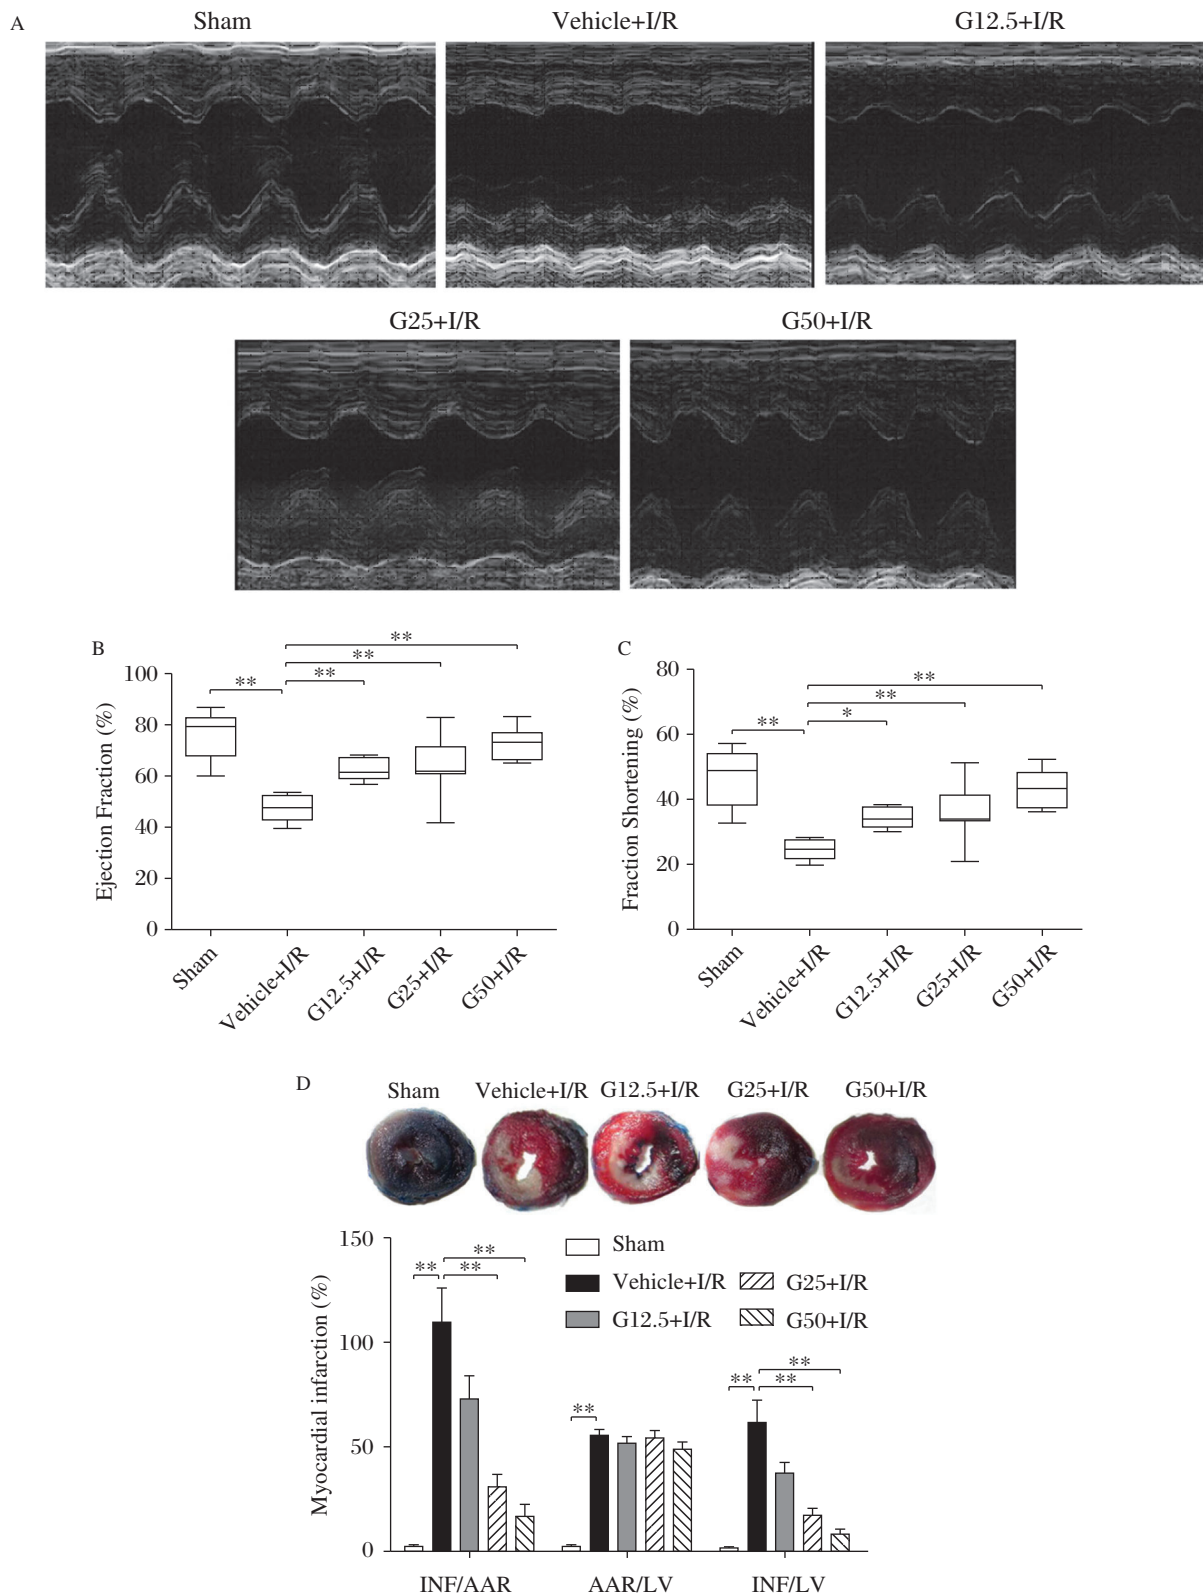 A
Sham
Vehicle+I/R
G12.5+I/R
G25+I/R
G50+I/R
B
**
**
**
**
100
80
60
40
20
0
Ejection Fraction (%)
Sham
Vehicle+I/R
G12.5+I/R
G25+I/R
G50+I/R
C
**
**
*
**
80
60
40
20
0
Fraction Shortening (%)
Sham
Vehicle+I/R
G12.5+I/R
G25+I/R
G50+I/R
D
Sham
Vehicle+I/R
G12.5+I/R
G25+I/R
G50+I/R
150
100
50
0
Myocardial infarction (%)
Sham
Vehicle+I/R
G25+I/R
G12.5+I/R
G50+I/R
**
**
**
**
**
**
**
INF/AAR
AAR/LV
INF/LV